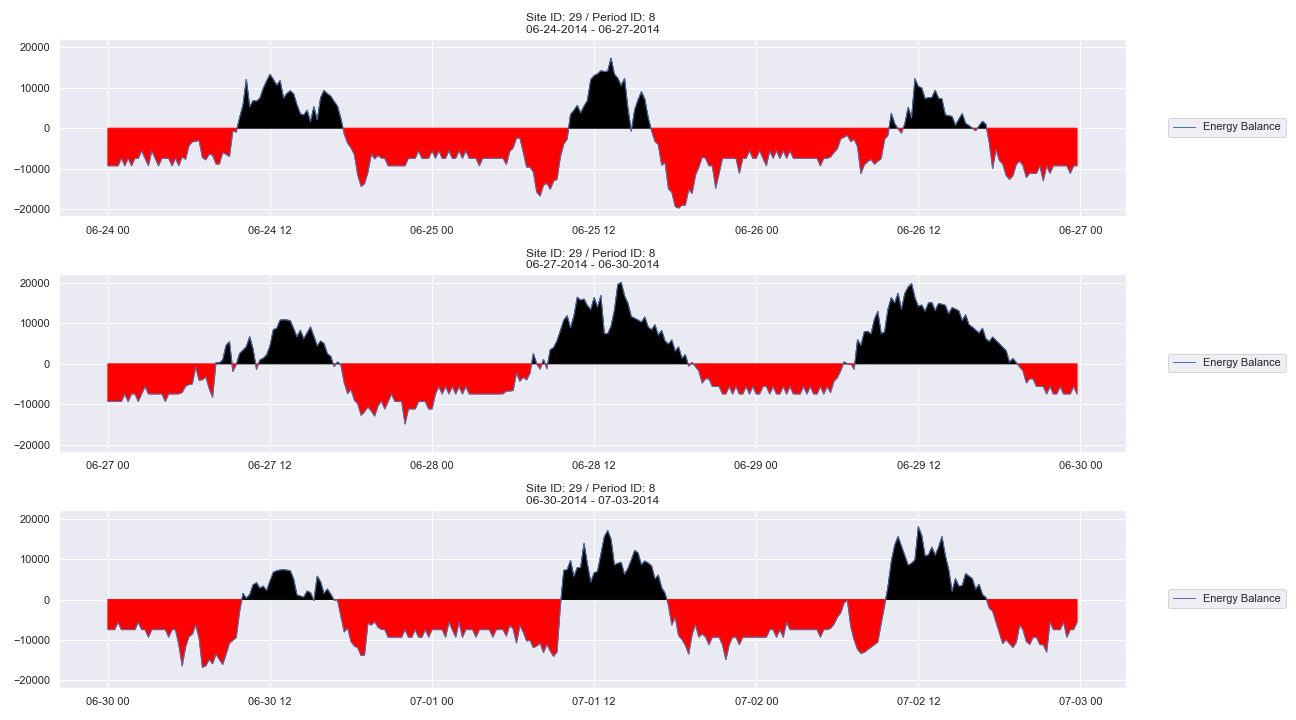 Site ID: 29 / Period ID: 8
06-24-2014 - 06-27-2014
20000
10000
0
−10000
−20000
06-24 00 06-24 12 06-25 00 06-25 12 06-26 00 06-26 12 06-27 00
Energy Balance
Site ID: 29 / Period ID: 8
06-27-2014 - 06-30-2014
20000
10000
0
−10000
−20000
06-27 00 06-27 12 06-28 00 06-28 12 06-29 00 06-29 12 06-30 00
Energy Balance
Site ID: 29 / Period ID: 8
06-30-2014 - 07-03-2014
20000
10000
0
−10000
−20000
06-30 00 06-30 12 07-01 00 07-01 12 07-02 00 07-02 12 07-03 00
Energy Balance